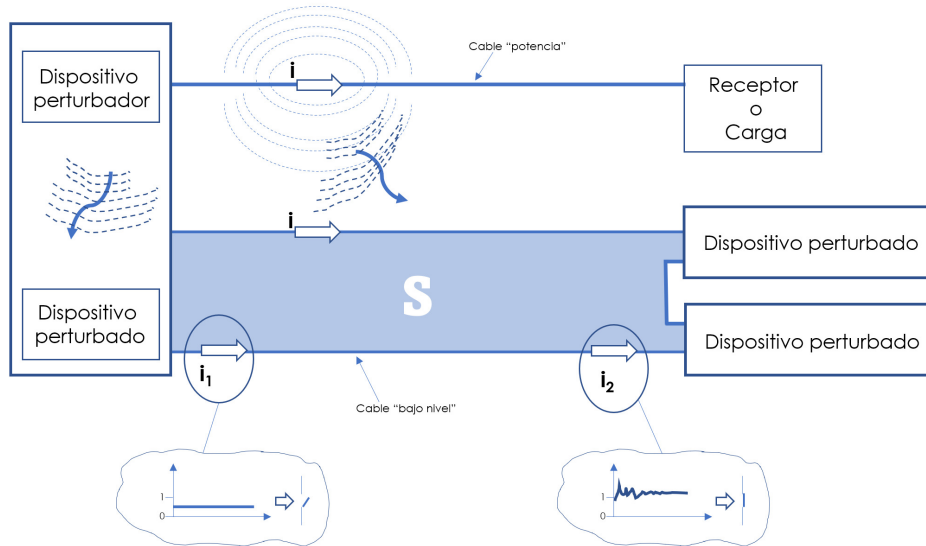 Cable “potencia”
Dispositivo
perturbador
i
Receptor
o
Carga
i
Dispositivo perturbado
S
Dispositivo
perturbado
Dispositivo perturbado
i1
i2
Cable “bajo nivel”
1
0
1
0